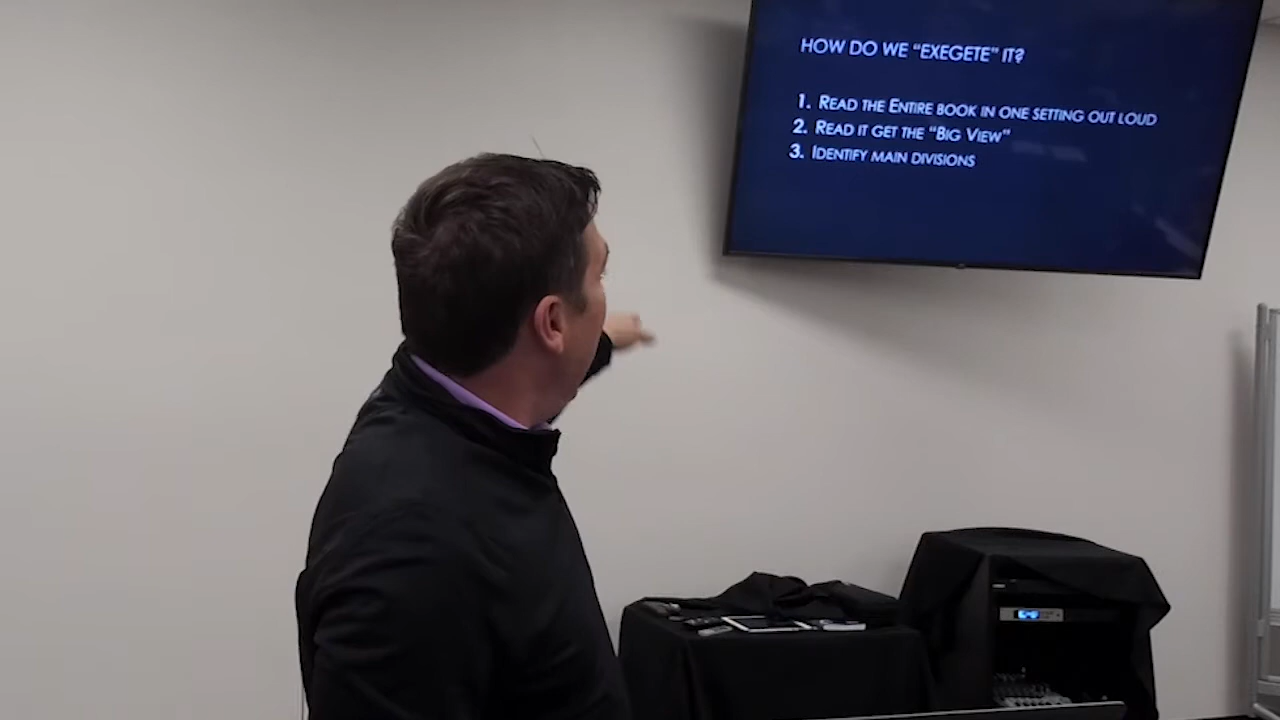 HOW DO WE “EXEGETE” IT?
1. READ THE ENTIRE BOOK IN ONE SETTING OUT LOUD
2. READ IT GET THE “BIG VIEW”
3. IDENTIFY MAIN DIVISIONS